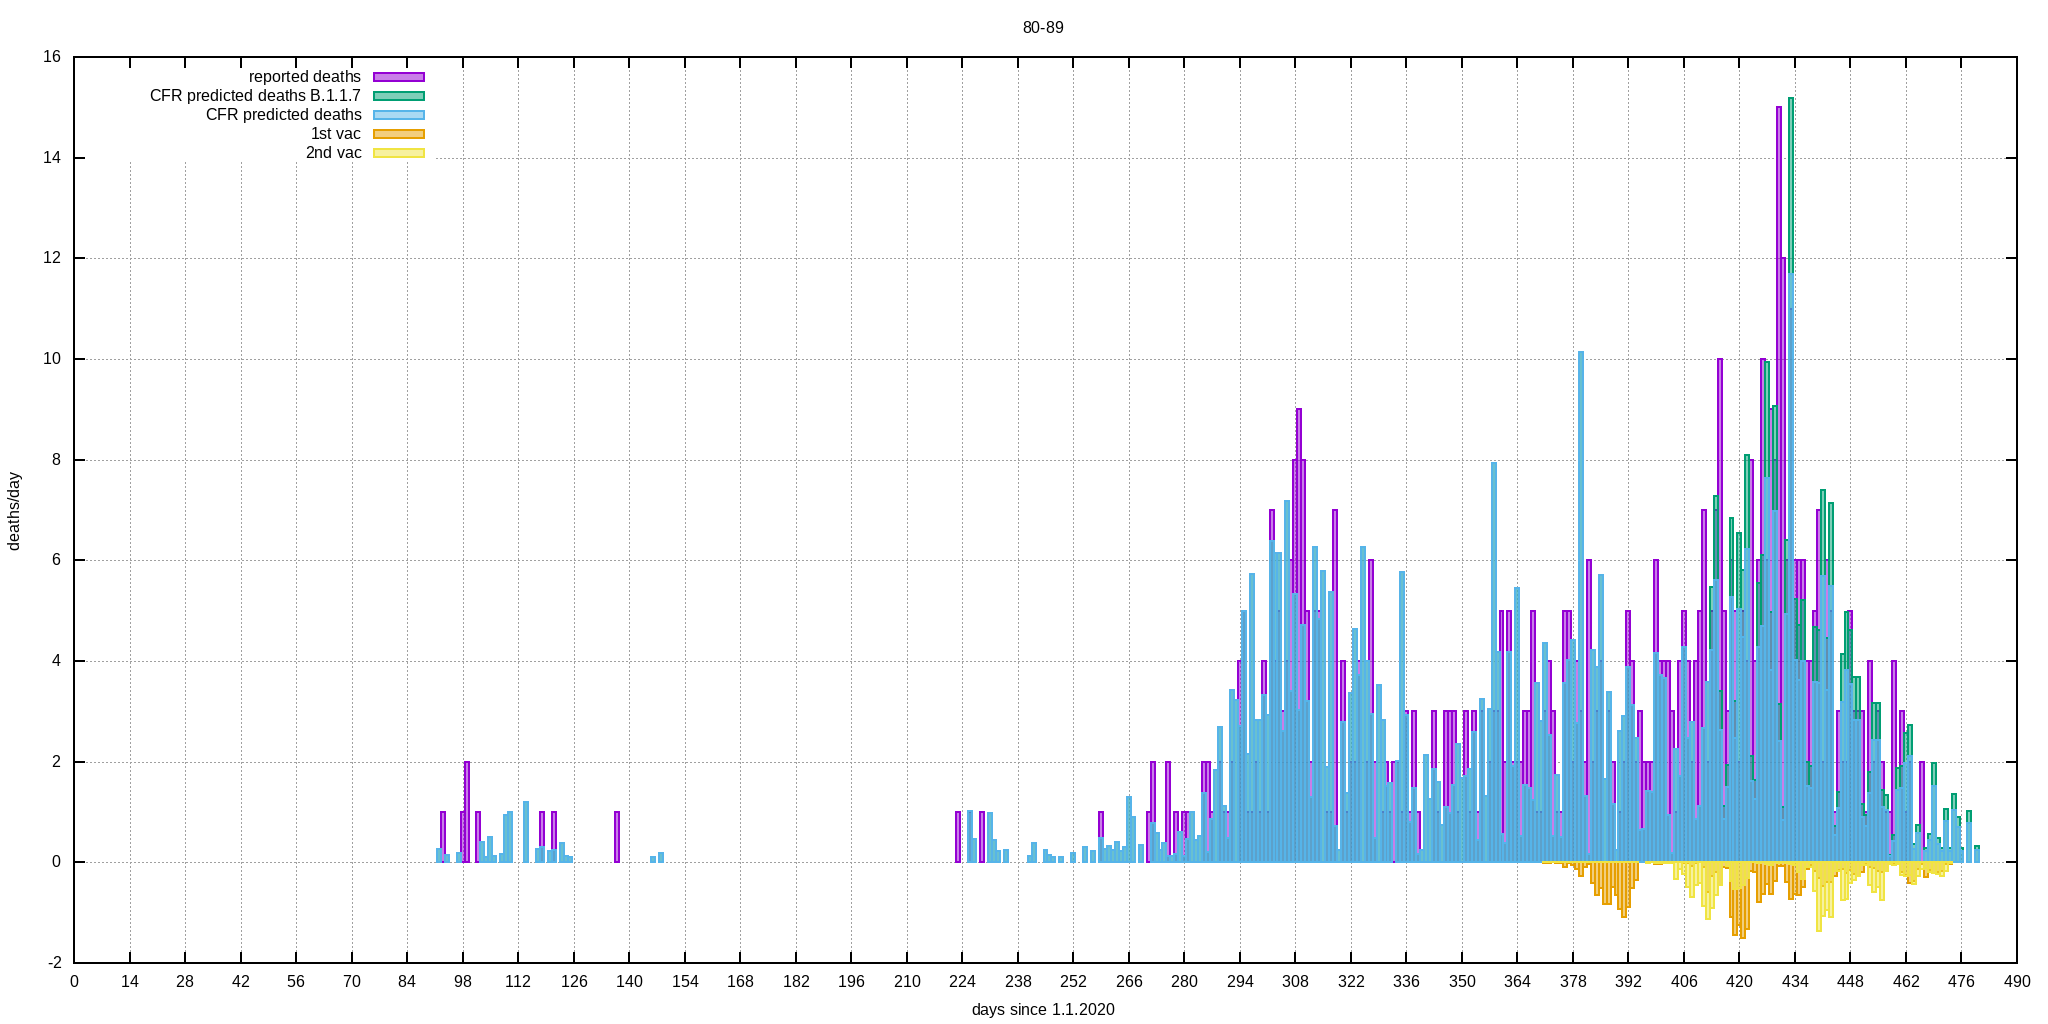 80-89
16
reported deaths
CFR predicted deaths B.1.1.7
CFR predicted deaths
1st vac
2nd vac
14
12
10
8
deaths/day
6
4
2
0
-2
0 14 28 42 56 70 84 98 112 126 140 154 168 182 196 210 224 238 252 266 280 294 308 322 336 350 364 378 392 406 420 434 448 462 476 490
days since 1.1.2020